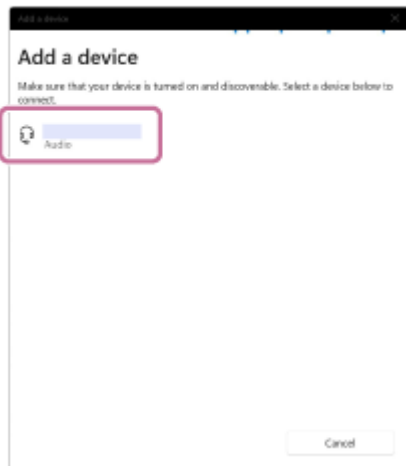 Add a device
Add a device
Make sure that your device is turned on and discoverable. Select a device below to
connect.
Audio
Cancel